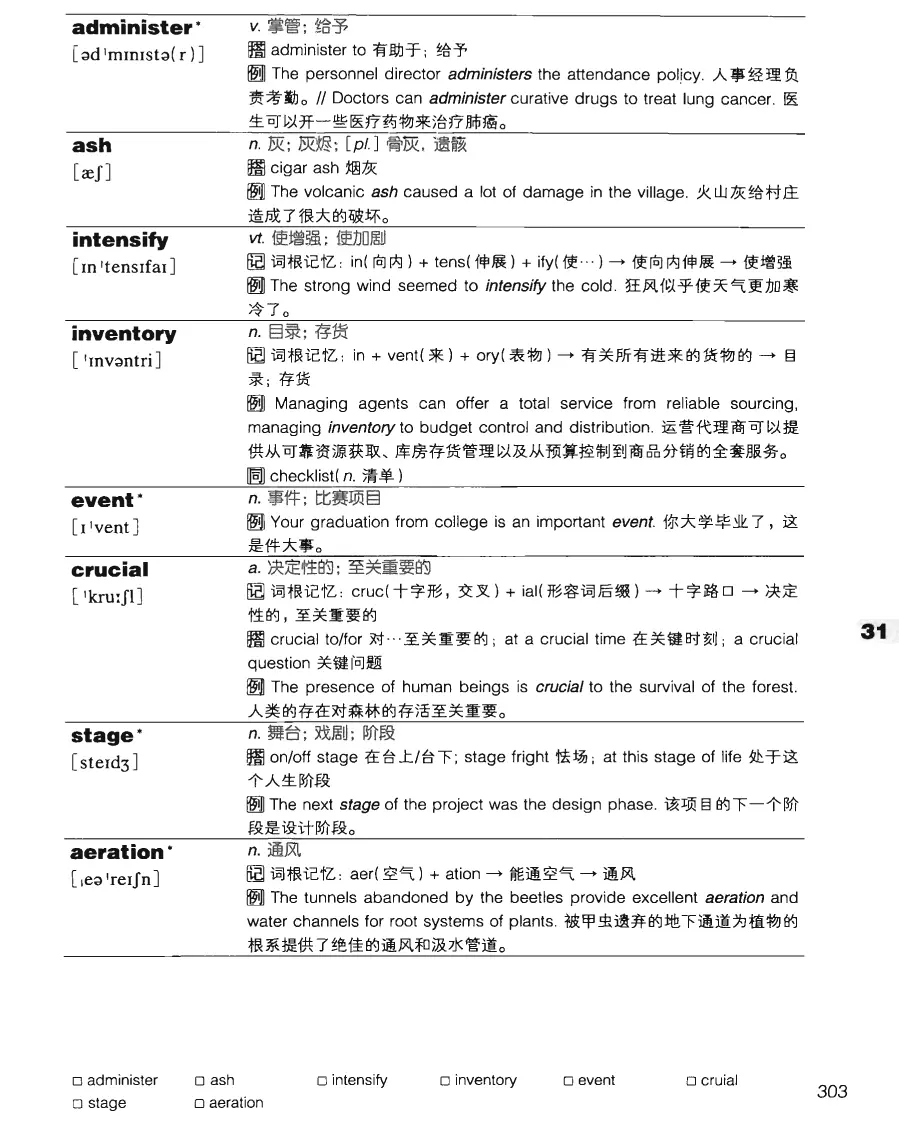 administer* v. 掌管；给予
[ədˈmɪnɪstə(r)] 搭 administer to 有助于；给予
例 The personnel director administers the attendance policy. 人事经理负
责考勤。// Doctors can administer curative drugs to treat lung cancer. 医
生可以开一些医疗药物来治疗肺癌。
ash n. 灰；灰烬；[pl.] 骨灰，遗骸
[æʃ] 搭 cigar ash 烟灰
例 The volcanic ash caused a lot of damage in the village. 火山灰给村庄
造成了很大的破坏。
intensify vt. 使增强；使加剧
[ɪnˈtensɪfaɪ] 记 词根记忆：in(向内) + tens(伸展) + ify(使…) → 使向内伸展 → 使增强
例 The strong wind seemed to intensify the cold. 狂风似乎使天气更加寒
冷了。
inventory n. 目录；存货
[ˈɪnvəntri] 记 词根记忆：in + vent(来) + ory(表物) → 有关所有进来的货物的 → 目
录；存货
例 Managing agents can offer a total service from reliable sourcing,
managing inventory to budget control and distribution. 运营代理商可以提
供从可靠资源获取、库房存货管理以及从预算控制到商品分销的全套服务。
同 checklist(n. 清单)
event* n. 事件；比赛项目
[ɪˈvent] 例 Your graduation from college is an important event. 你大学毕业了，这
是件大事。
crucial a. 决定性的；至关重要的
[ˈkruːʃl] 记 词根记忆：cruc(十字形，交叉) + ial(形容词后缀) → 十字路口 → 决定
性的，至关重要的
搭 crucial to/for 对…至关重要的；at a crucial time 在关键时刻；a crucial
question 关键问题
例 The presence of human beings is crucial to the survival of the forest.
人类的存在对森林的存活至关重要。
31
stage* n. 舞台；戏剧；阶段
[steɪdʒ] 搭 on/off stage 在台上/台下；stage fright 怯场；at this stage of life 处于这
个人生阶段
例 The next stage of the project was the design phase. 该项目的下一个阶
段是设计阶段。
aeration* n. 通风
[ˌeəˈreɪʃn] 记 词根记忆：aer(空气) + ation → 能通空气 → 通风
例 The tunnels abandoned by the beetles provide excellent aeration and
water channels for root systems of plants. 被甲虫遗弃的地下通道为植物的
根系提供了绝佳的通风和汲水管道。
□ administer □ ash □ intensify □ inventory □ event □ cruial
□ stage □ aeration
303